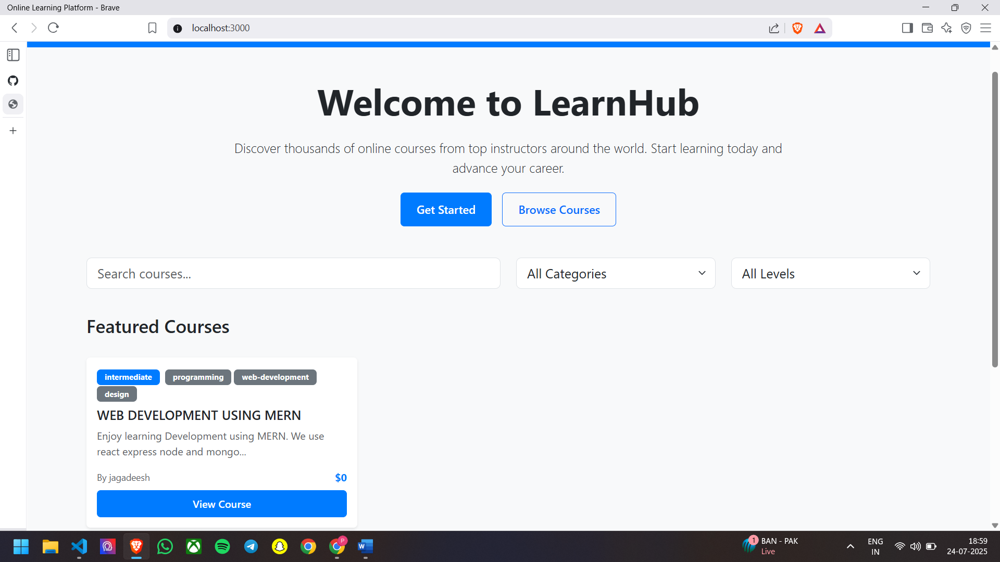 Online Learning Platform - Brave
localhost:3000
Welcome to LearnHub
Discover thousands of online courses from top instructors around the world. Start learning today and
advance your career.
Get Started
Browse Courses
Search courses...
All Categories
All Levels
Featured Courses
intermediate programming web-development
design
WEB DEVELOPMENT USING MERN
Enjoy learning Development using MERN. We use
react express node and mongo...
By jagadeesh $0
View Course
P
W
1
BAN - PAK
Live
ENG
IN
18:59
24-07-2025